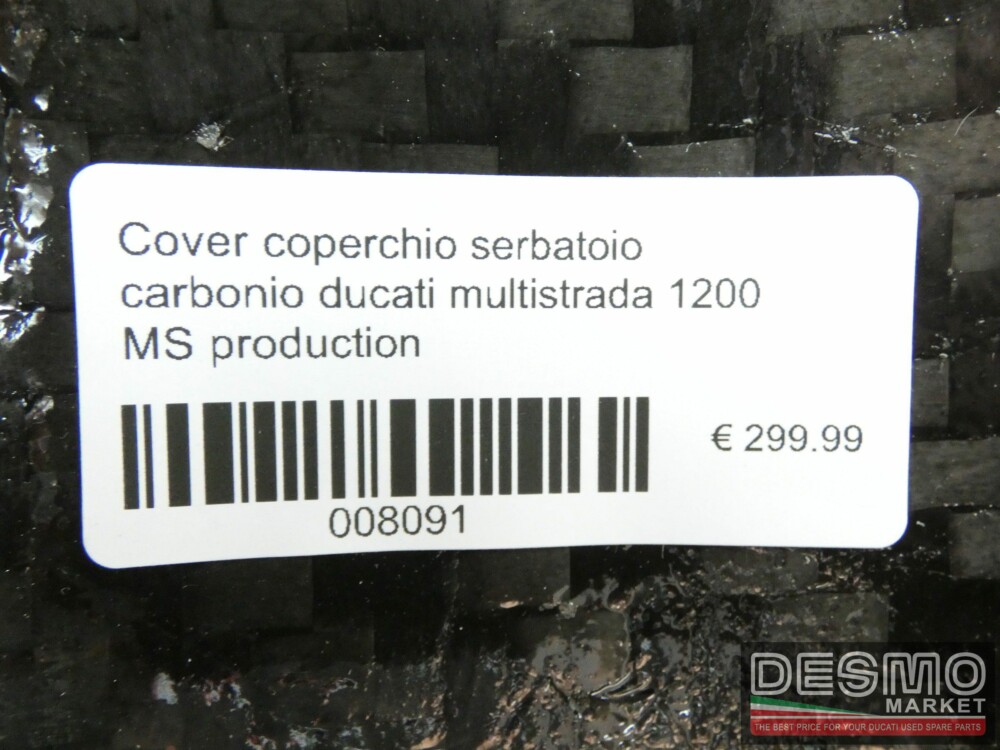 Cover coperchio serbatoio
carbonio ducati multistrada 1200
MS production
€ 299.99
008091
DESMO
MARKET
THE BEST PRICE FOR YOUR DUCATI USED SPARE PARTS